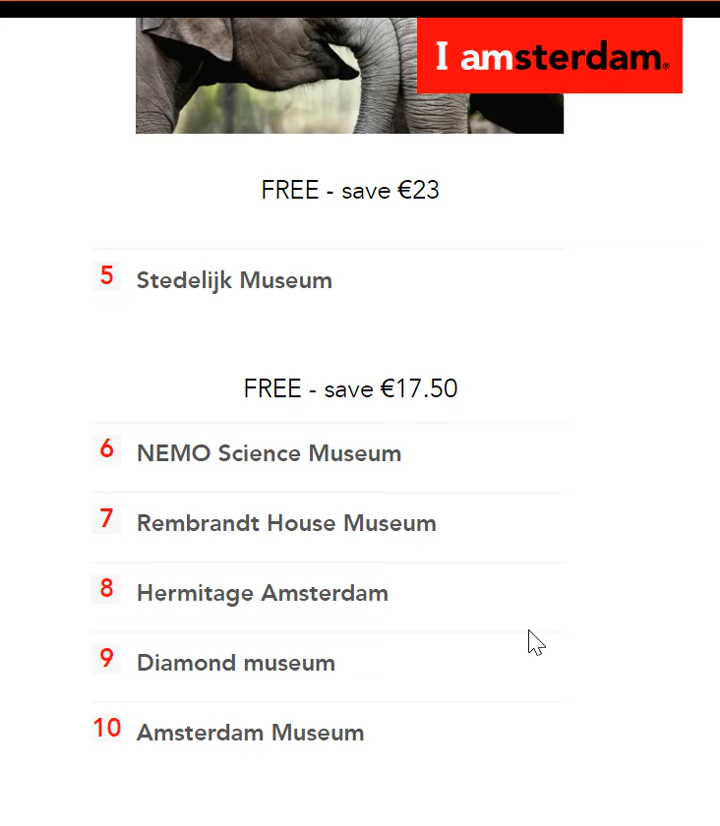 I amsterdam®
FREE - save €23
5 Stedelijk Museum
FREE - save €17.50
6 NEMO Science Museum
7 Rembrandt House Museum
8 Hermitage Amsterdam
9 Diamond museum
10 Amsterdam Museum